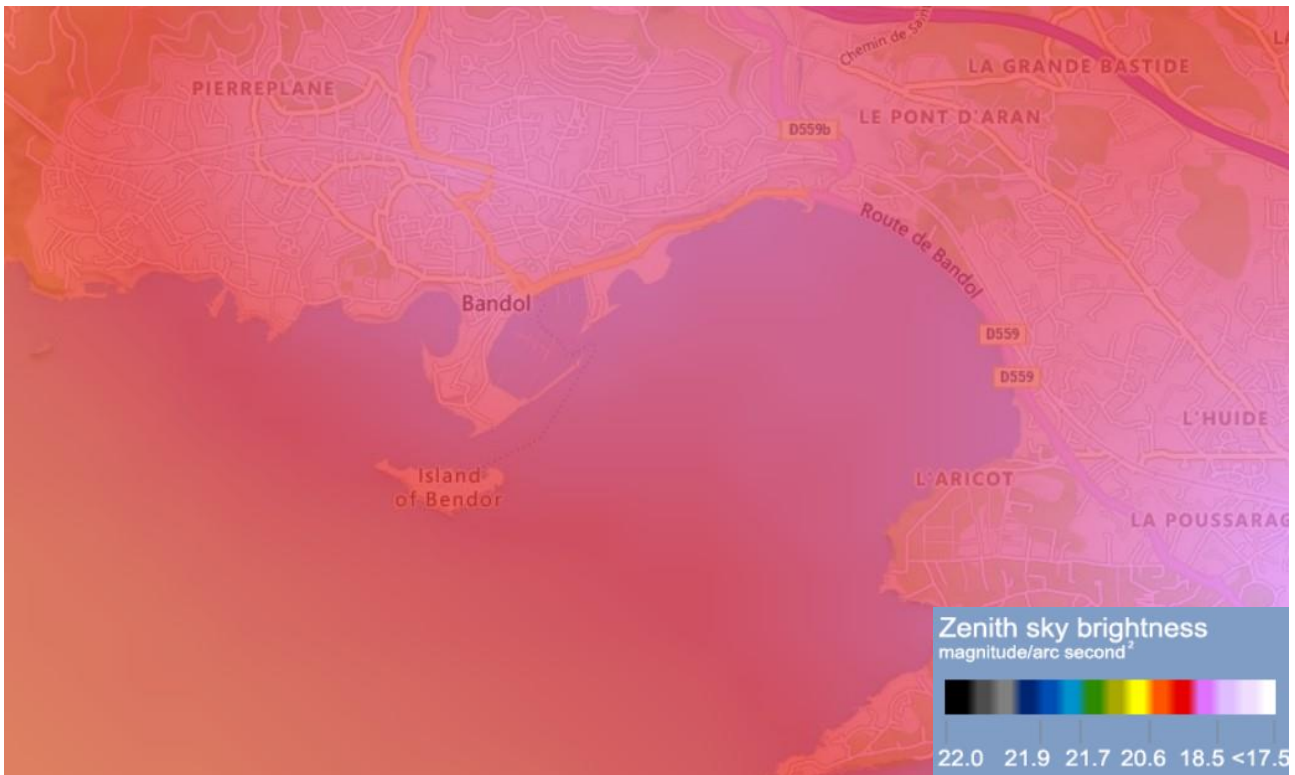 Chemin de Sain
LA
LA GRANDE BASTIDE
PIERREPLANE
LE PONT D'ARAN
D559b
Route de Bandol
Bandol
D559
D559
L'HUIDE
Island
of Bendor
L'ARICOT
LA POUSSARAG
Zenith sky brightness
magnitude/arc second²
22.0 21.9 21.7 20.6 18.5 <17.5